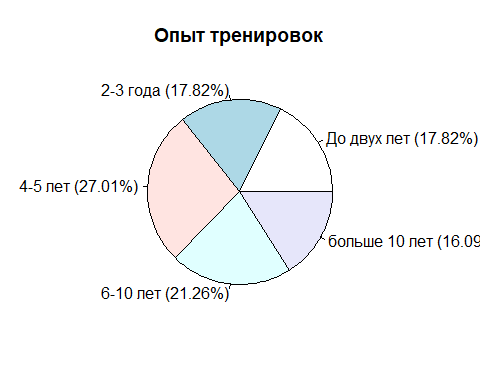 Опыт тренировок
2-3 года (17.82%)
До двух лет (17.82%)
4-5 лет (27.01%)
больше 10 лет (16.09
6-10 лет (21.26%)